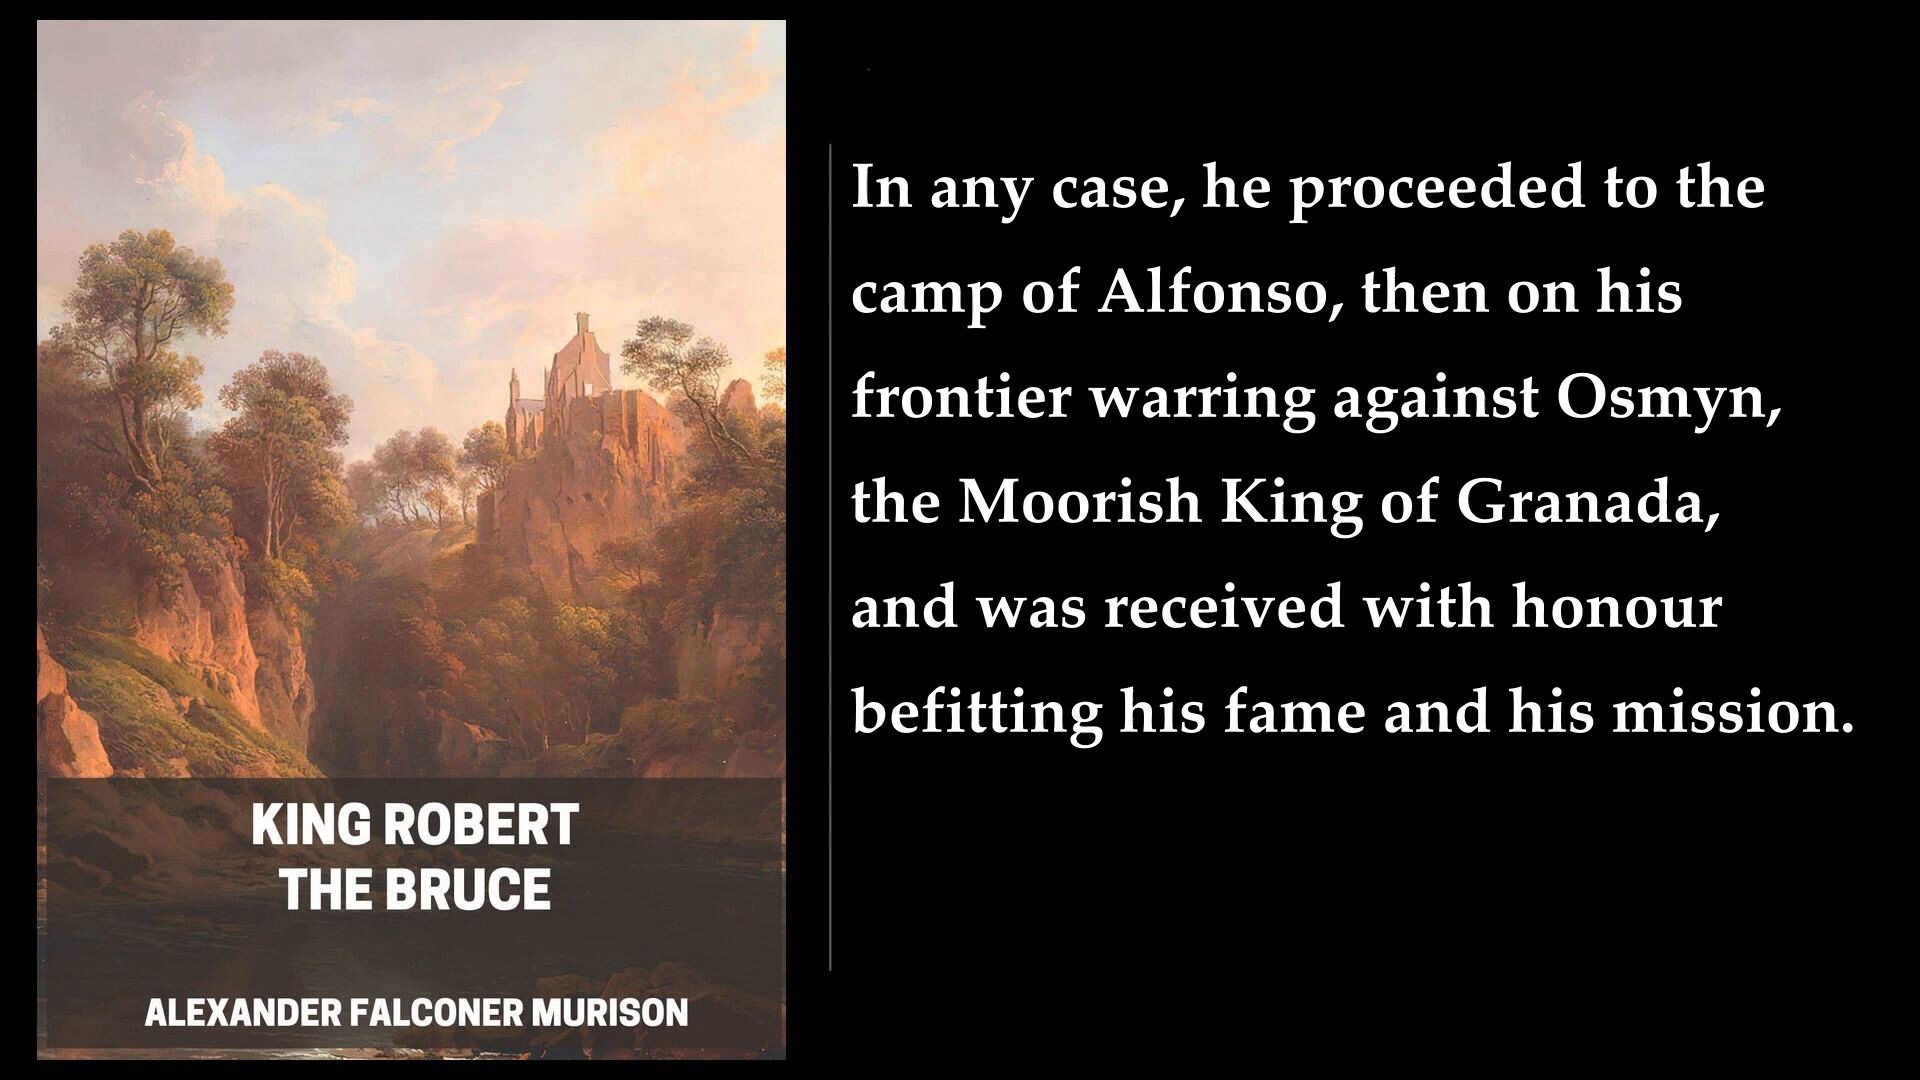 In any case, he proceeded to the
camp of Alfonso, then on his
frontier warring against Osmyn,
the Moorish King of Granada,
and was received with honour
befitting his fame and his mission.
KING ROBERT
THE BRUCE
ALEXANDER FALCONER MURISON